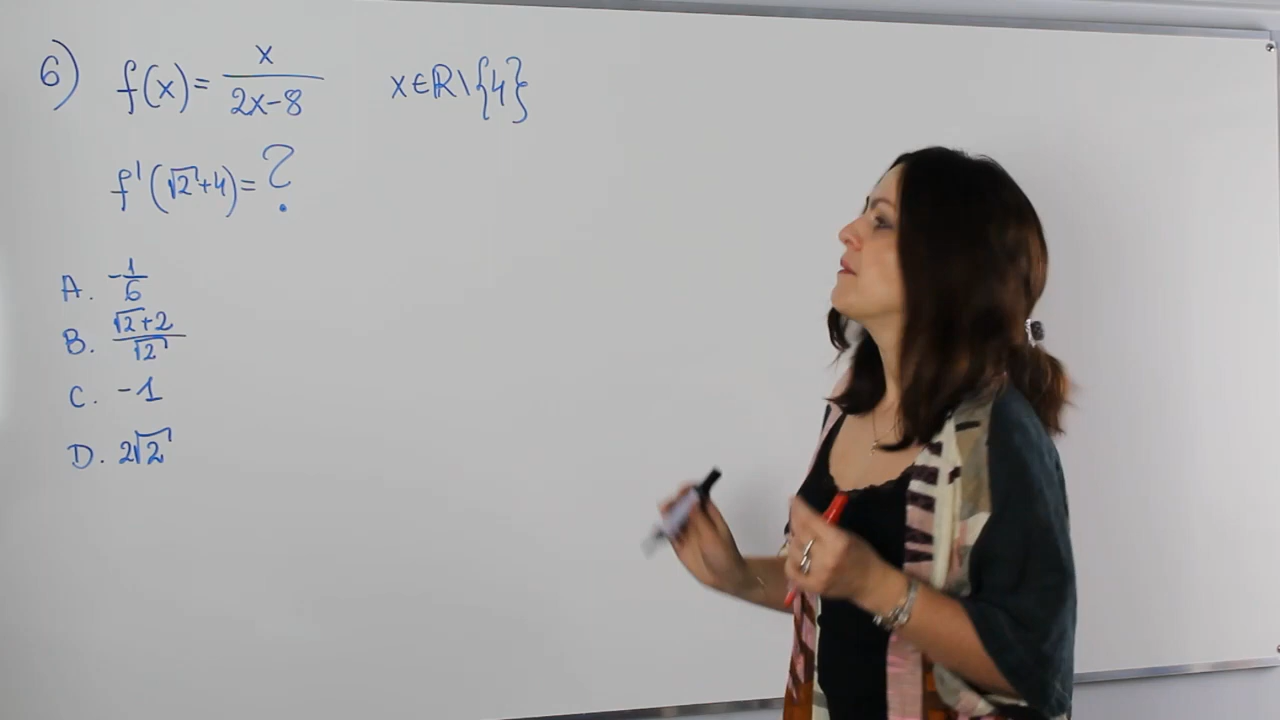 6) f(x) = x/(2x-8) x∈ℝ\{4}
f'(√2+4) = ?
A. -1/6
B. (√2+2)/√2
C. -1
D. 2√2